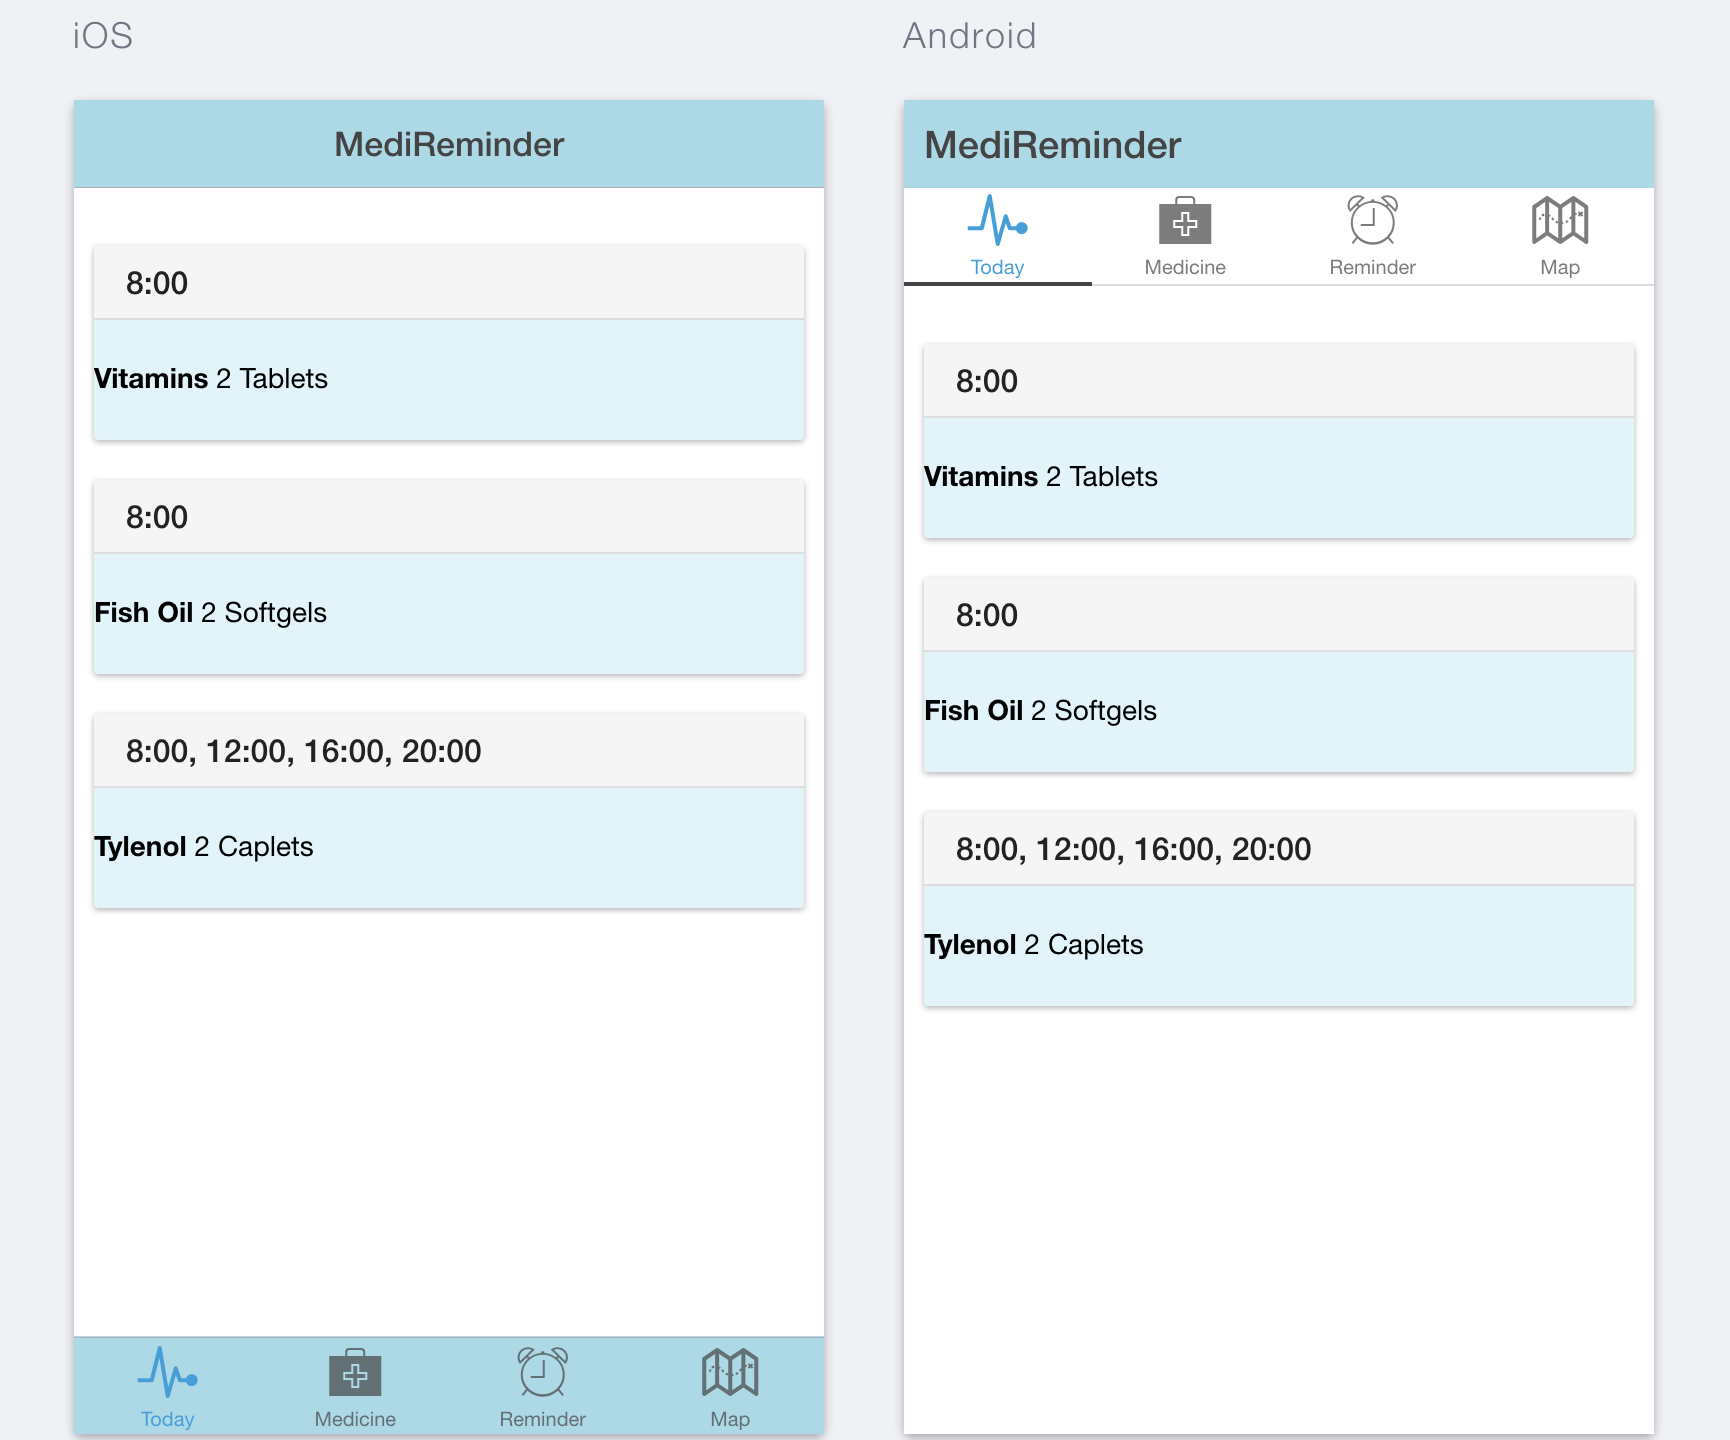 iOS
MediReminder
8:00
Vitamins 2 Tablets
8:00
Fish Oil 2 Softgels
8:00, 12:00, 16:00, 20:00
Tylenol 2 Caplets
Today
Medicine
Reminder
Map
Android
MediReminder
Today
Medicine
Reminder
Map
8:00
Vitamins 2 Tablets
8:00
Fish Oil 2 Softgels
8:00, 12:00, 16:00, 20:00
Tylenol 2 Caplets